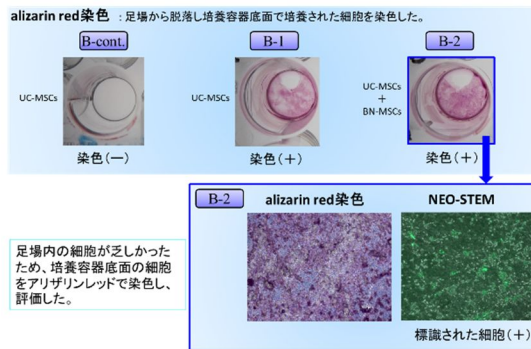 alizarin red染色 : 足場から脱落し培養容器底面で培養された細胞を染色した。
B-cont.
B-1
B-2
UC-MSCs
UC-MSCs
UC-MSCs
+
BN-MSCs
染色(ー)
染色(+)
染色(+)
B-2
alizarin red染色
NEO-STEM
足場内の細胞が乏しかった
ため、培養容器底面の細胞
をアリザリンレッドで染色し、
評価した。
標識された細胞(+)